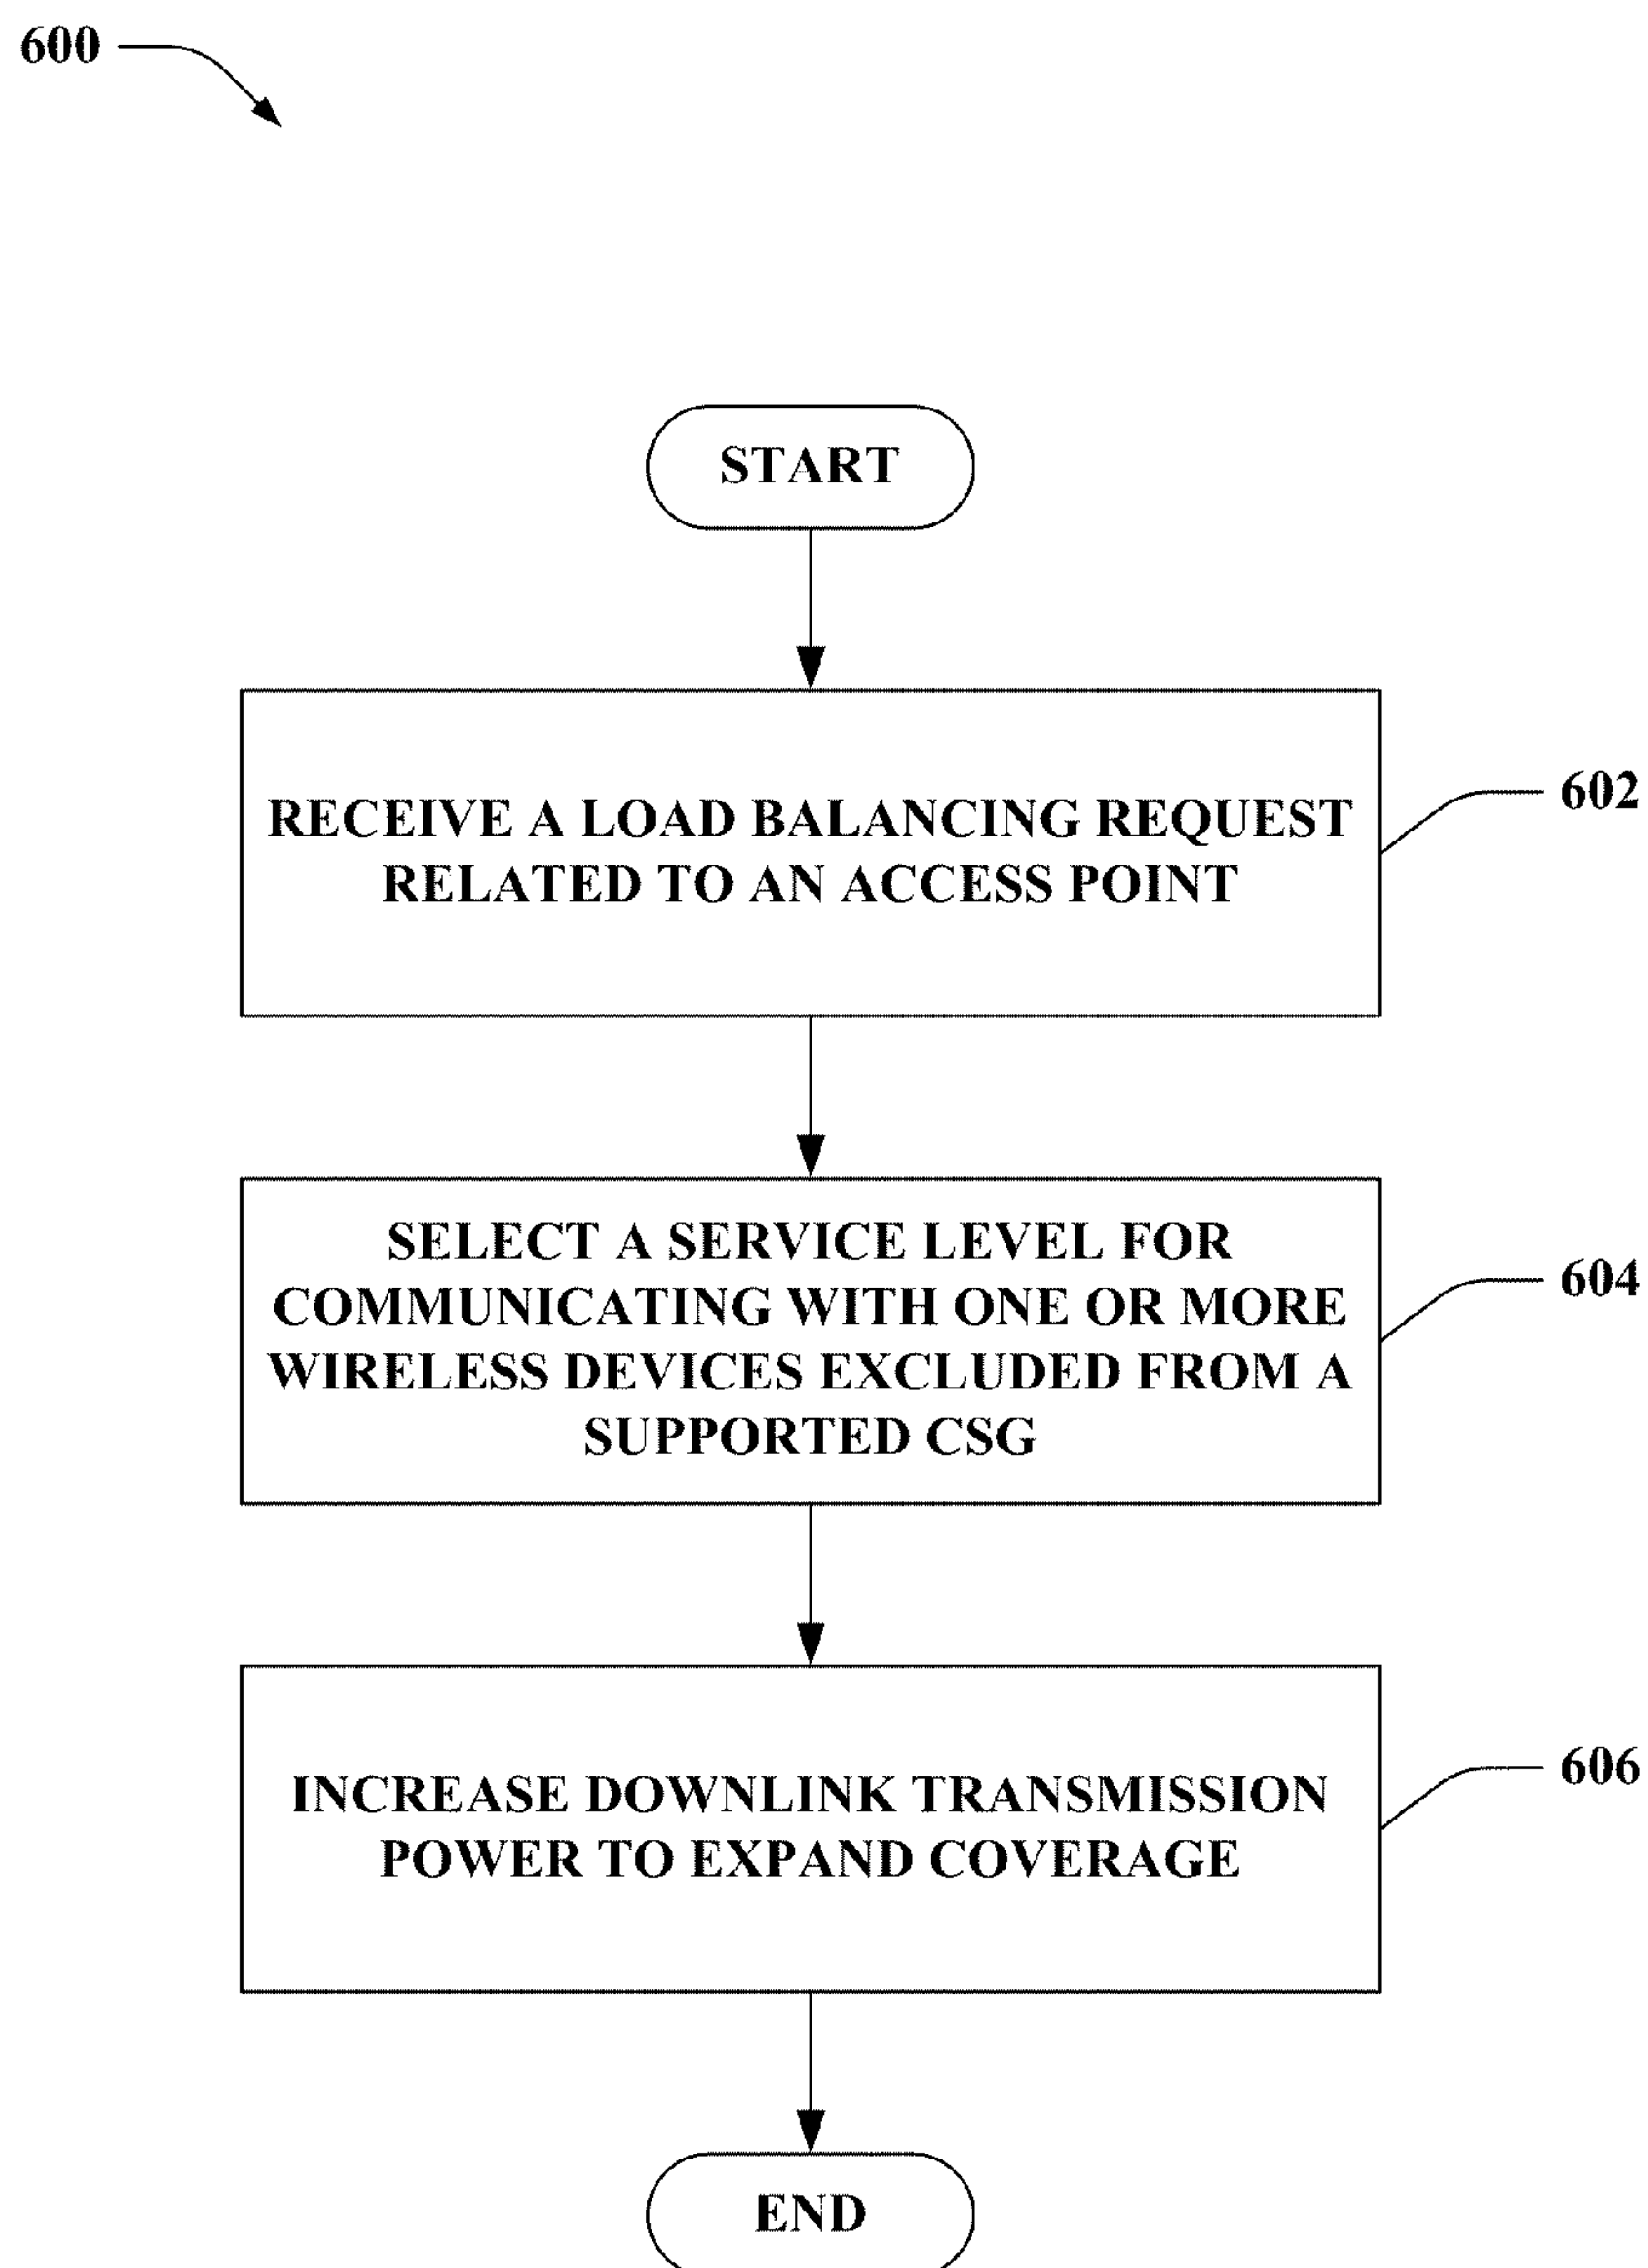 600
START
RECEIVE A LOAD BALANCING REQUEST
RELATED TO AN ACCESS POINT
602
SELECT A SERVICE LEVEL FOR
COMMUNICATING WITH ONE OR MORE
WIRELESS DEVICES EXCLUDED FROM A
SUPPORTED CSG
604
INCREASE DOWNLINK TRANSMISSION
POWER TO EXPAND COVERAGE
606
END